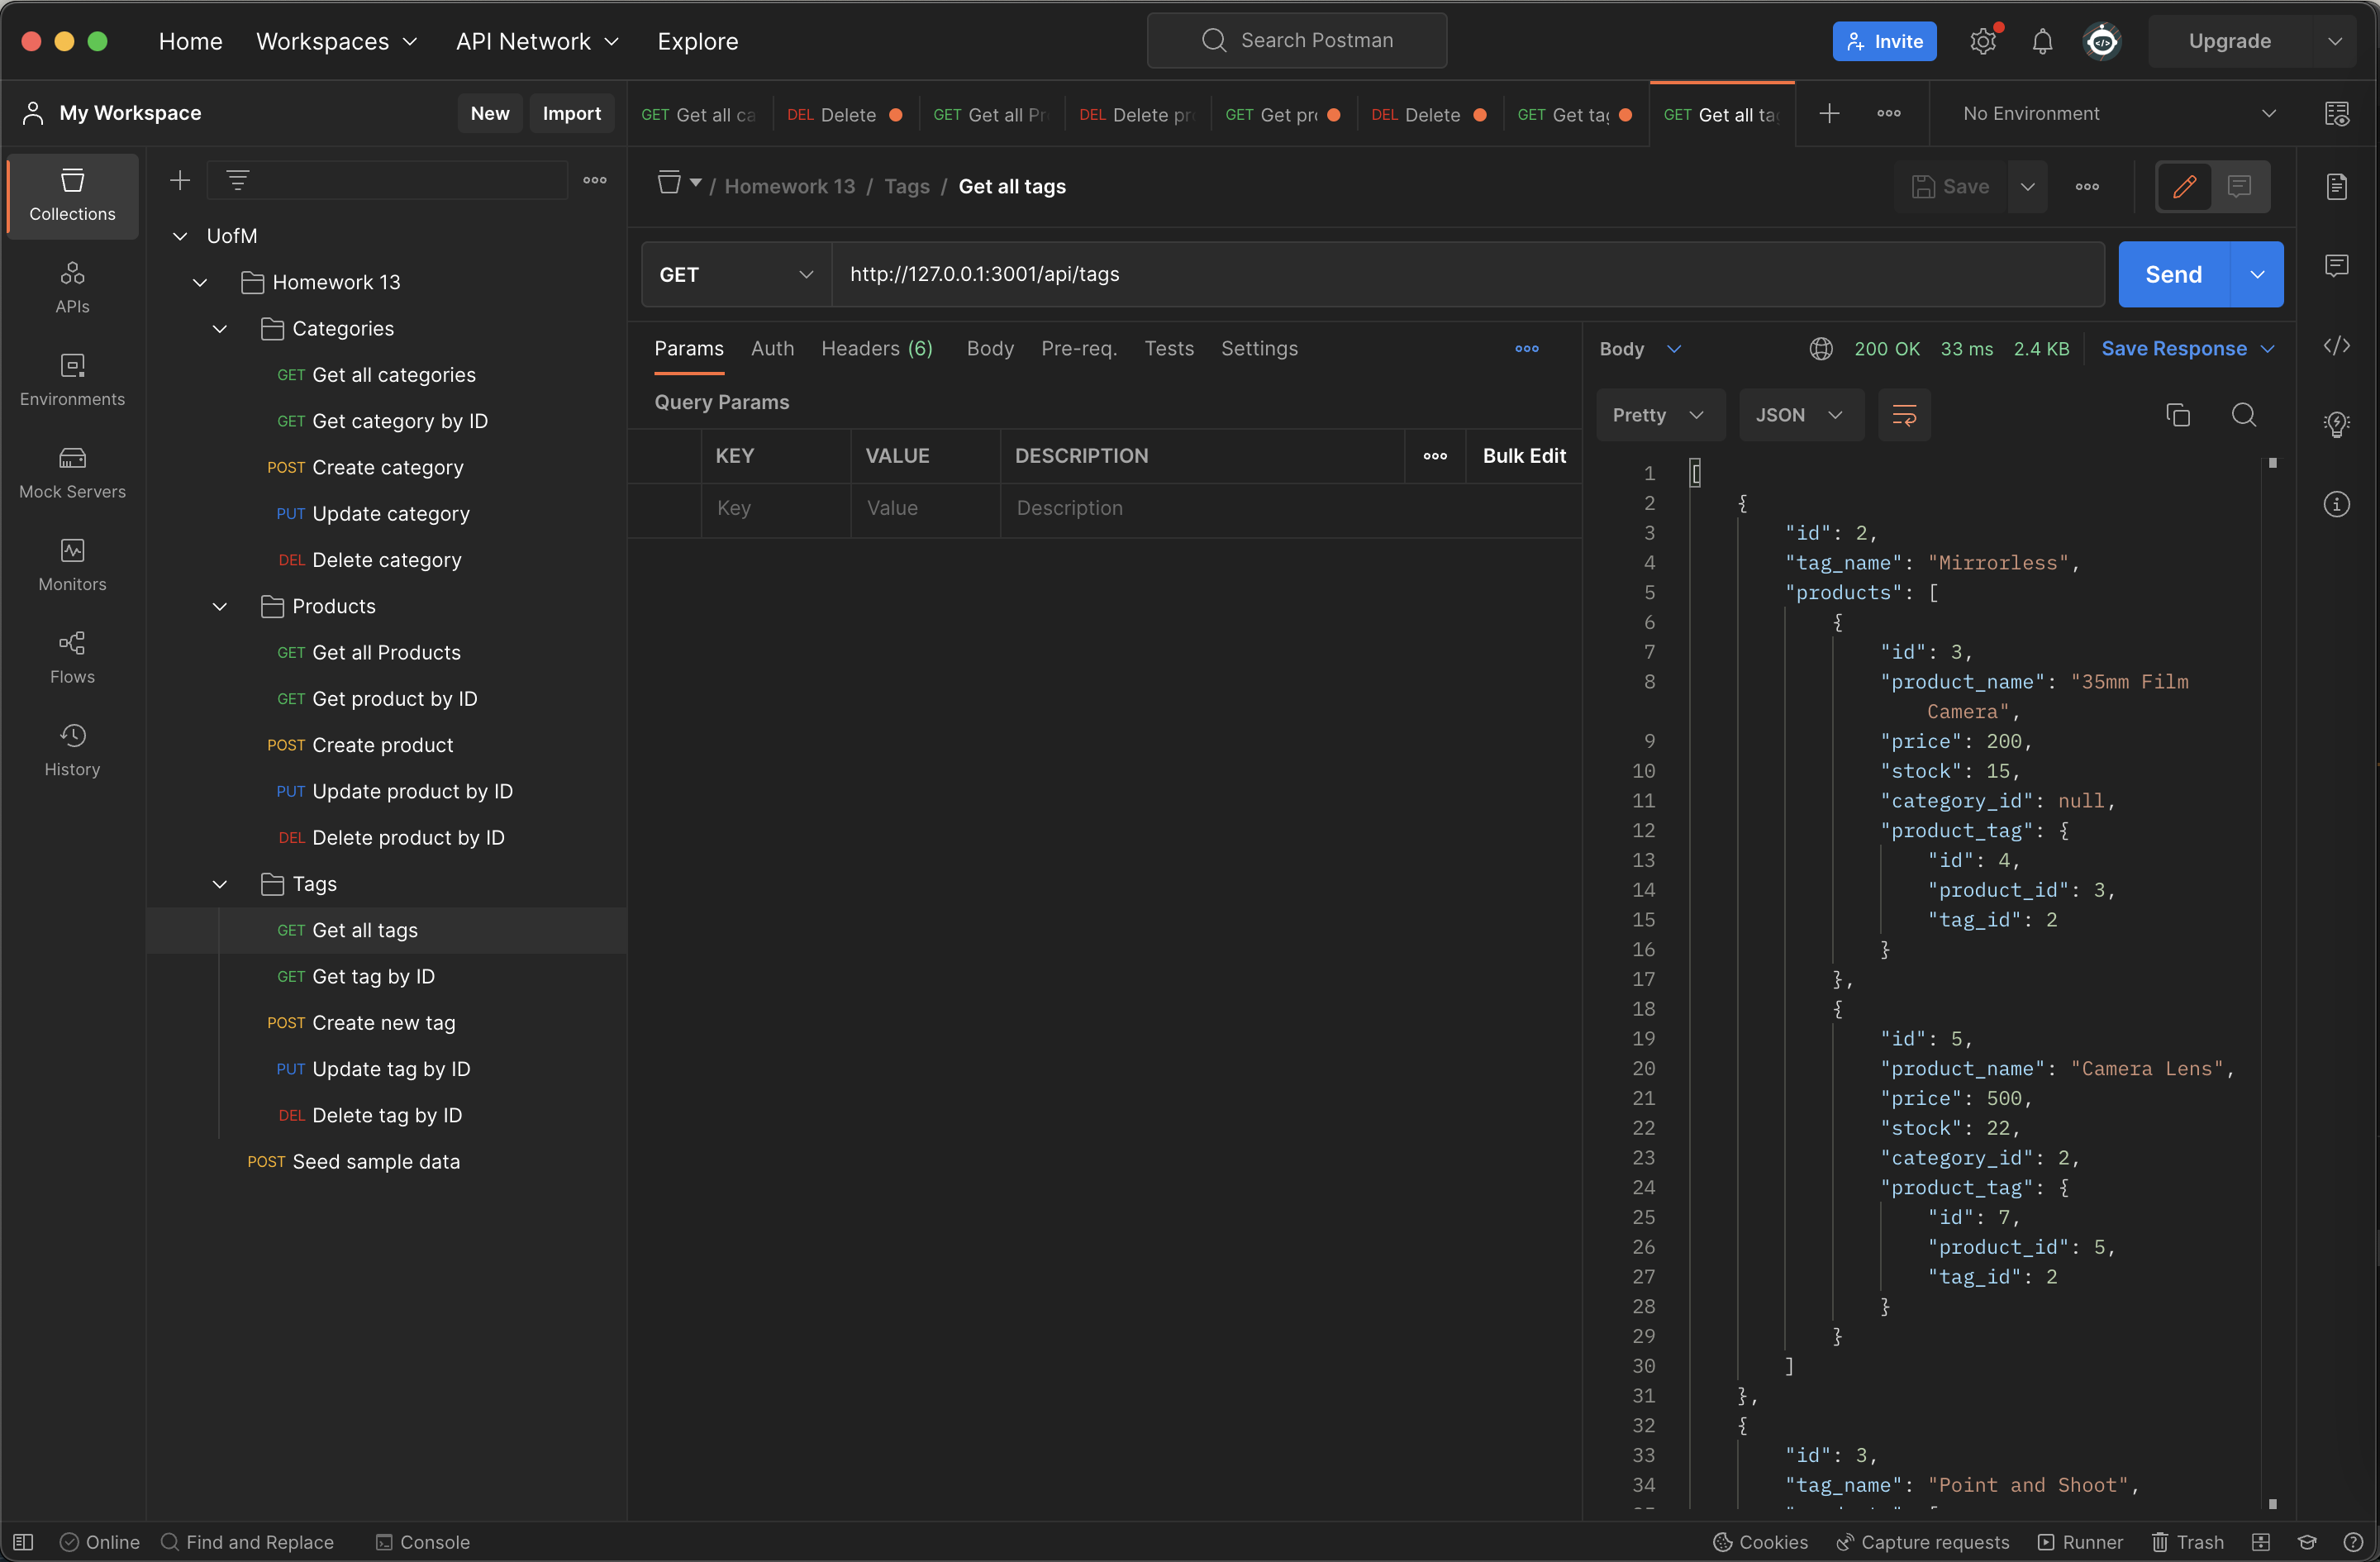 Home Workspaces API Network Explore Search Postman Invite Upgrade
My Workspace New Import
GET Get all ca DEL Delete GET Get all Pr DEL Delete pr GET Get pr DEL Delete GET Get tag GET Get all ta No Environment
Collections
APIs
Environments
Mock Servers
Monitors
Flows
History
UofM
Homework 13
Categories
GET Get all categories
GET Get category by ID
POST Create category
PUT Update category
DEL Delete category
Products
GET Get all Products
GET Get product by ID
POST Create product
PUT Update product by ID
DEL Delete product by ID
Tags
GET Get all tags
GET Get tag by ID
POST Create new tag
PUT Update tag by ID
DEL Delete tag by ID
POST Seed sample data
/ Homework 13 / Tags / Get all tags Save
GET http://127.0.0.1:3001/api/tags Send
Params Auth Headers (6) Body Pre-req. Tests Settings
Query Params
KEY VALUE DESCRIPTION Bulk Edit
Key Value Description
Body 200 OK 33 ms 2.4 KB Save Response
Pretty JSON
1 [
2 {
3 "id": 2,
4 "tag_name": "Mirrorless",
5 "products": [
6 {
7 "id": 3,
8 "product_name": "35mm Film
Camera",
9 "price": 200,
10 "stock": 15,
11 "category_id": null,
12 "product_tag": {
13 "id": 4,
14 "product_id": 3,
15 "tag_id": 2
16 }
17 },
18 {
19 "id": 5,
20 "product_name": "Camera Lens",
21 "price": 500,
22 "stock": 22,
23 "category_id": 2,
24 "product_tag": {
25 "id": 7,
26 "product_id": 5,
27 "tag_id": 2
28 }
29 }
30 ]
31 },
32 {
33 "id": 3,
34 "tag_name": "Point and Shoot",
Online Find and Replace Console Cookies Capture requests Runner Trash